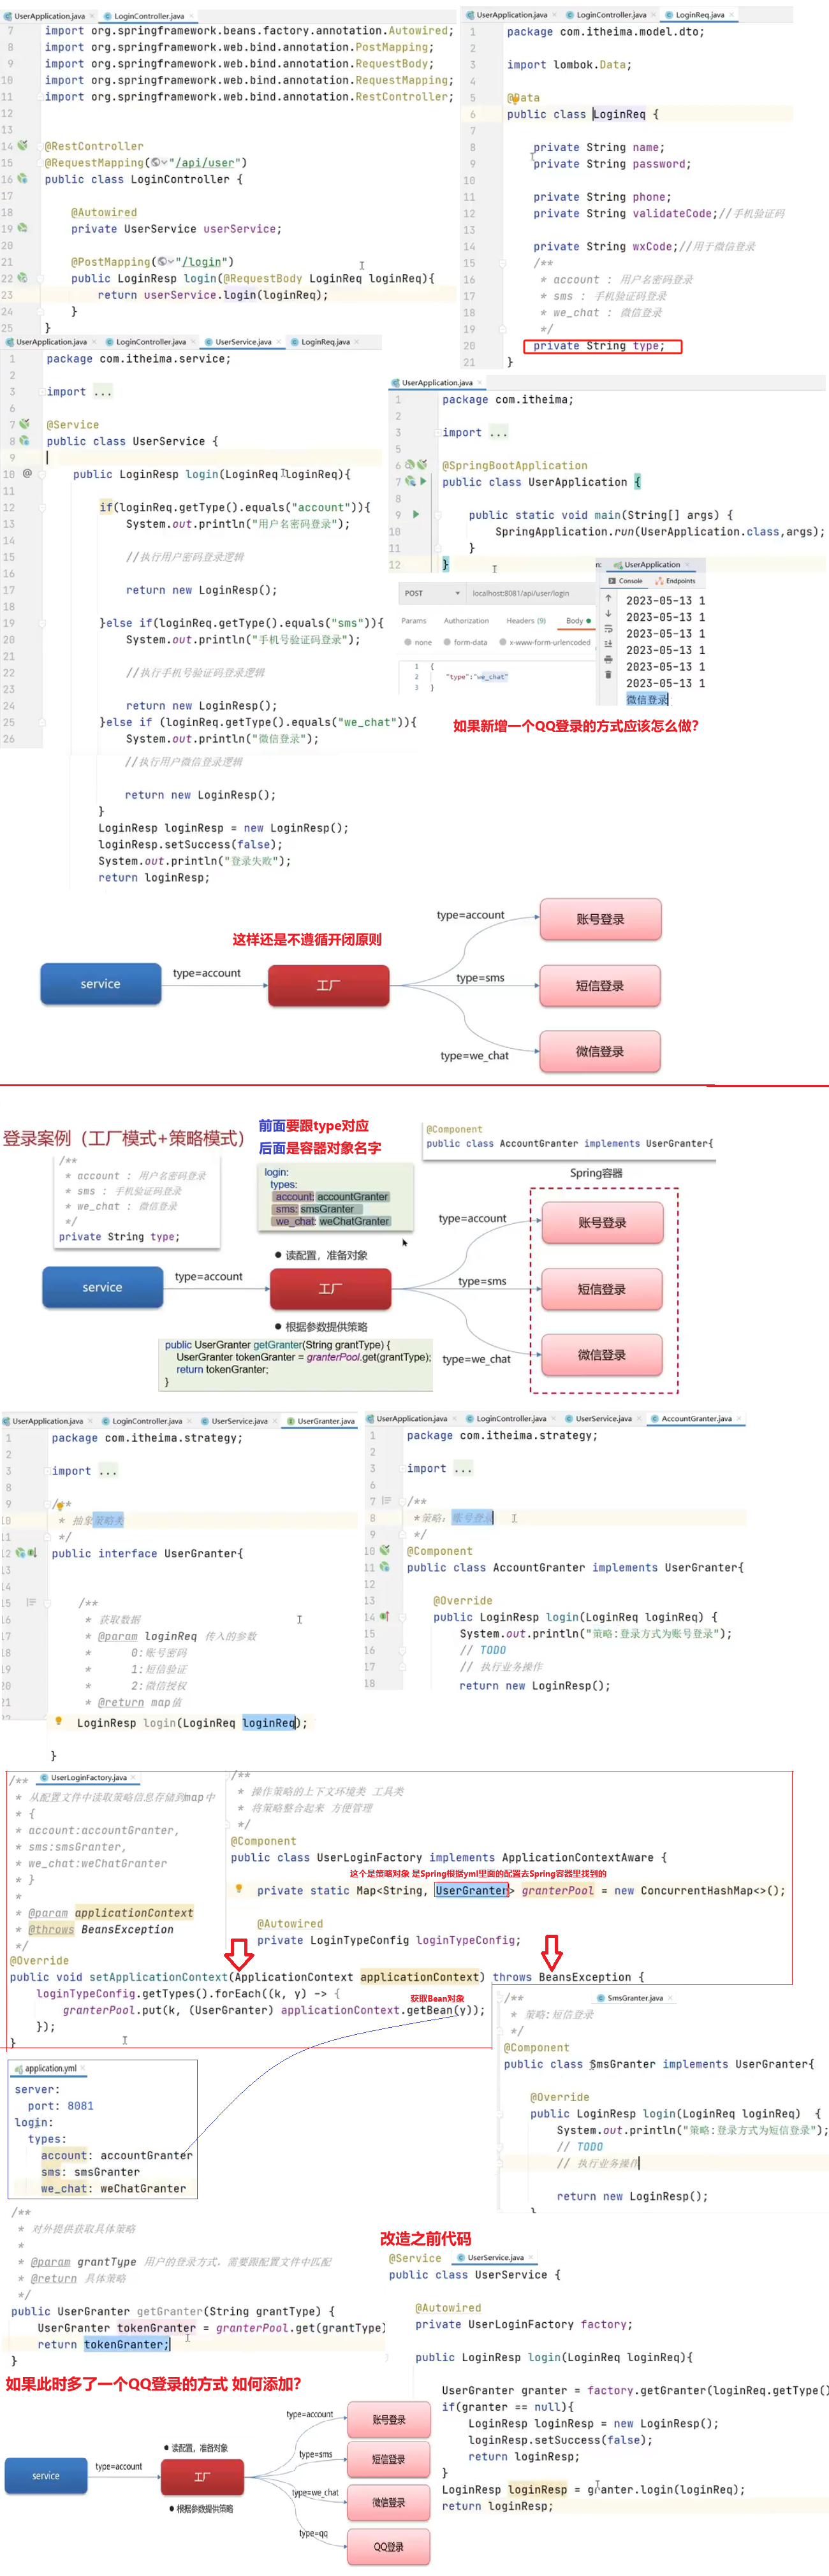 UserApplication.java
LoginController.java
7 import org.springframework.beans.factory.annotation.Autowired;
8 import org.springframework.web.bind.annotation.PostMapping;
9 import org.springframework.web.bind.annotation.RequestBody;
10 import org.springframework.web.bind.annotation.RequestMapping;
11 import org.springframework.web.bind.annotation.RestController;
12
13
14 @RestController
15 @RequestMapping("/api/user")
16 public class LoginController {
17
18 @Autowired
19 private UserService userService;
20
21 @PostMapping("/login")
22 public LoginResp login(@RequestBody LoginReq loginReq){
23 return userService.login(loginReq);
24 }
25 }
UserApplication.java LoginController.java LoginReq.java
1 package com.itheima.model.dto;
2
3 import lombok.Data;
4
5 @Data
6 public class LoginReq {
7
8 private String name;
9 private String password;
10
11 private String phone;
12 private String validateCode;//手机验证码
13
14 private String wxCode;//用于微信登录
15 /**
16 * account : 用户名密码登录
17 * sms : 手机验证码登录
18 * we_chat : 微信登录
19 */
20 private String type;
21 }
UserApplication.java LoginController.java UserService.java LoginReq.java
1 package com.itheima.service;
2
3 import ...
6
7 @Service
8 public class UserService {
9
10 @ public LoginResp login(LoginReq loginReq){
11
12 if(loginReq.getType().equals("account")){
13 System.out.println("用户名密码登录");
14
15 //执行用户密码登录逻辑
16
17 return new LoginResp();
18
19 }else if(loginReq.getType().equals("sms")){
20 System.out.println("手机号验证码登录");
21
22 //执行手机号验证码登录逻辑
23
24 return new LoginResp();
25 }else if (loginReq.getType().equals("we_chat")){
26 System.out.println("微信登录");
//执行用户微信登录逻辑
return new LoginResp();
}
LoginResp loginResp = new LoginResp();
loginResp.setSuccess(false);
System.out.println("登录失败");
return loginResp;
UserApplication.java
1 package com.itheima;
2
3 import ...
5
6 @SpringBootApplication
7 public class UserApplication {
8
9 public static void main(String[] args) {
10 SpringApplication.run(UserApplication.class,args);
11 }
12 }
n: UserApplication
Console Endpoints
2023-05-13 1
2023-05-13 1
2023-05-13 1
2023-05-13 1
2023-05-13 1
2023-05-13 1
微信登录
POST localhost:8081/api/user/login
Params Authorization Headers (9) Body
none form-data x-www-form-urlencoded
1 {
2 "type":"we_chat"
3 }
如果新增一个QQ登录的方式应该怎么做？
这样还是不遵循开闭原则
service
type=account
工厂
type=account
账号登录
type=sms
短信登录
type=we_chat
微信登录
登录案例（工厂模式+策略模式）
前面要跟type对应
后面是容器对象名字
/**
* account : 用户名密码登录
* sms : 手机验证码登录
* we_chat : 微信登录
*/
private String type;
login:
types:
account: accountGranter
sms: smsGranter
we_chat: weChatGranter
@Component
public class AccountGranter implements UserGranter{
Spring容器
● 读配置，准备对象
service
type=account
工厂
● 根据参数提供策略
type=account
账号登录
type=sms
短信登录
type=we_chat
微信登录
public UserGranter getGranter(String grantType) {
UserGranter tokenGranter = granterPool.get(grantType);
return tokenGranter;
}
UserApplication.java LoginController.java UserService.java UserGranter.java
1 package com.itheima.strategy;
2
3 import ...
8
9 /**
10 * 抽象策略类
11 */
12 public interface UserGranter{
13
14
15 /**
16 * 获取数据
17 * @param loginReq 传入的参数
18 * 0:账号密码
19 * 1:短信验证
20 * 2:微信授权
21 * @return map值
LoginResp login(LoginReq loginReq);
}
UserApplication.java LoginController.java UserService.java AccountGranter.java
1 package com.itheima.strategy;
2
3 import ...
6
7 /**
8 *策略：账号登录
9 */
10 @Component
11 public class AccountGranter implements UserGranter{
12
13 @Override
14 public LoginResp login(LoginReq loginReq) {
15 System.out.println("策略:登录方式为账号登录");
16 // TODO
17 // 执行业务操作
18 return new LoginResp();
/** UserLoginFactory.java
* 从配置文件中读取策略信息存储到map中
* {
* account:accountGranter,
* sms:smsGranter,
* we_chat:weChatGranter
* }
*
* @param applicationContext
* @throws BeansException
*/
/**
* 操作策略的上下文环境类 工具类
* 将策略整合起来 方便管理
*/
@Component
public class UserLoginFactory implements ApplicationContextAware {
这个是策略对象 是Spring根据yml里面的配置去Spring容器里找到的
private static Map<String, UserGranter> granterPool = new ConcurrentHashMap<>();
@Autowired
private LoginTypeConfig loginTypeConfig;
@Override
public void setApplicationContext(ApplicationContext applicationContext) throws BeansException {
loginTypeConfig.getTypes().forEach((k, y) -> {
获取Bean对象
granterPool.put(k, (UserGranter) applicationContext.getBean(y));
});
}
/** SmsGranter.java
* 策略:短信登录
*/
@Component
public class SmsGranter implements UserGranter{
@Override
public LoginResp login(LoginReq loginReq) {
System.out.println("策略:登录方式为短信登录");
// TODO
// 执行业务操作
return new LoginResp();
}
application.yml
server:
port: 8081
login:
types:
account: accountGranter
sms: smsGranter
we_chat: weChatGranter
/**
* 对外提供获取具体策略
*
* @param grantType 用户的登录方式，需要跟配置文件中匹配
* @return 具体策略
*/
public UserGranter getGranter(String grantType) {
UserGranter tokenGranter = granterPool.get(grantType)
return tokenGranter;
}
改造之前代码
@Service UserService.java
public class UserService {
@Autowired
private UserLoginFactory factory;
public LoginResp login(LoginReq loginReq){
UserGranter granter = factory.getGranter(loginReq.getType()
if(granter == null){
LoginResp loginResp = new LoginResp();
loginResp.setSuccess(false);
return loginResp;
}
LoginResp loginResp = granter.login(loginReq);
return loginResp;
如果此时多了一个QQ登录的方式 如何添加？
● 读配置，准备对象
service
type=account
工厂
● 根据参数提供策略
type=account
账号登录
type=sms
短信登录
type=we_chat
微信登录
type=qq
QQ登录